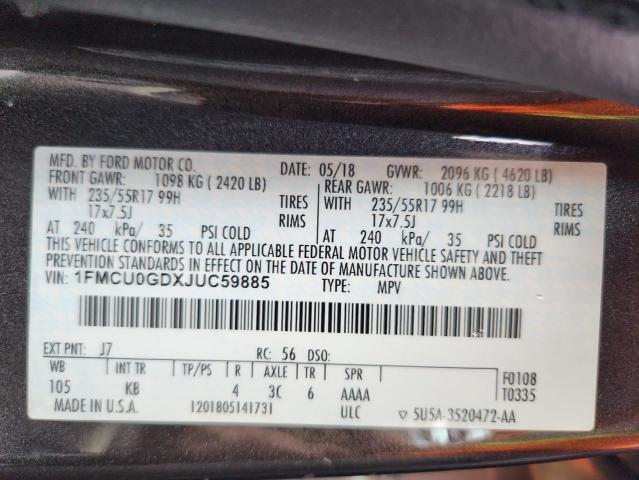 MFD. BY FORD MOTOR CO. DATE: 05/18 GVWR: 2096 KG ( 4620 LB)
FRONT GAWR: 1098 KG ( 2420 LB) REAR GAWR: 1006 KG ( 2218 LB)
WITH 235/55R17 99H TIRES WITH 235/55R17 99H TIRES
17x7.5J RIMS 17x7.5J RIMS
AT 240 kPa/ 35 PSI COLD AT 240 kPa/ 35 PSI COLD
THIS VEHICLE CONFORMS TO ALL APPLICABLE FEDERAL MOTOR VEHICLE SAFETY AND THEFT
PREVENTION STANDARDS IN EFFECT ON THE DATE OF MANUFACTURE SHOWN ABOVE.
VIN: 1FMCU0GDXJUC59885 TYPE: MPV
EXT PNT: J7 RC: 56 DSO:
WB INT TR TP/PS R AXLE TR SPR F0108
105 KB 4 3C 6 AAAA T0335
MADE IN U.S.A. 1201805141731 ULC ▽ 5U5A-3520472-AA